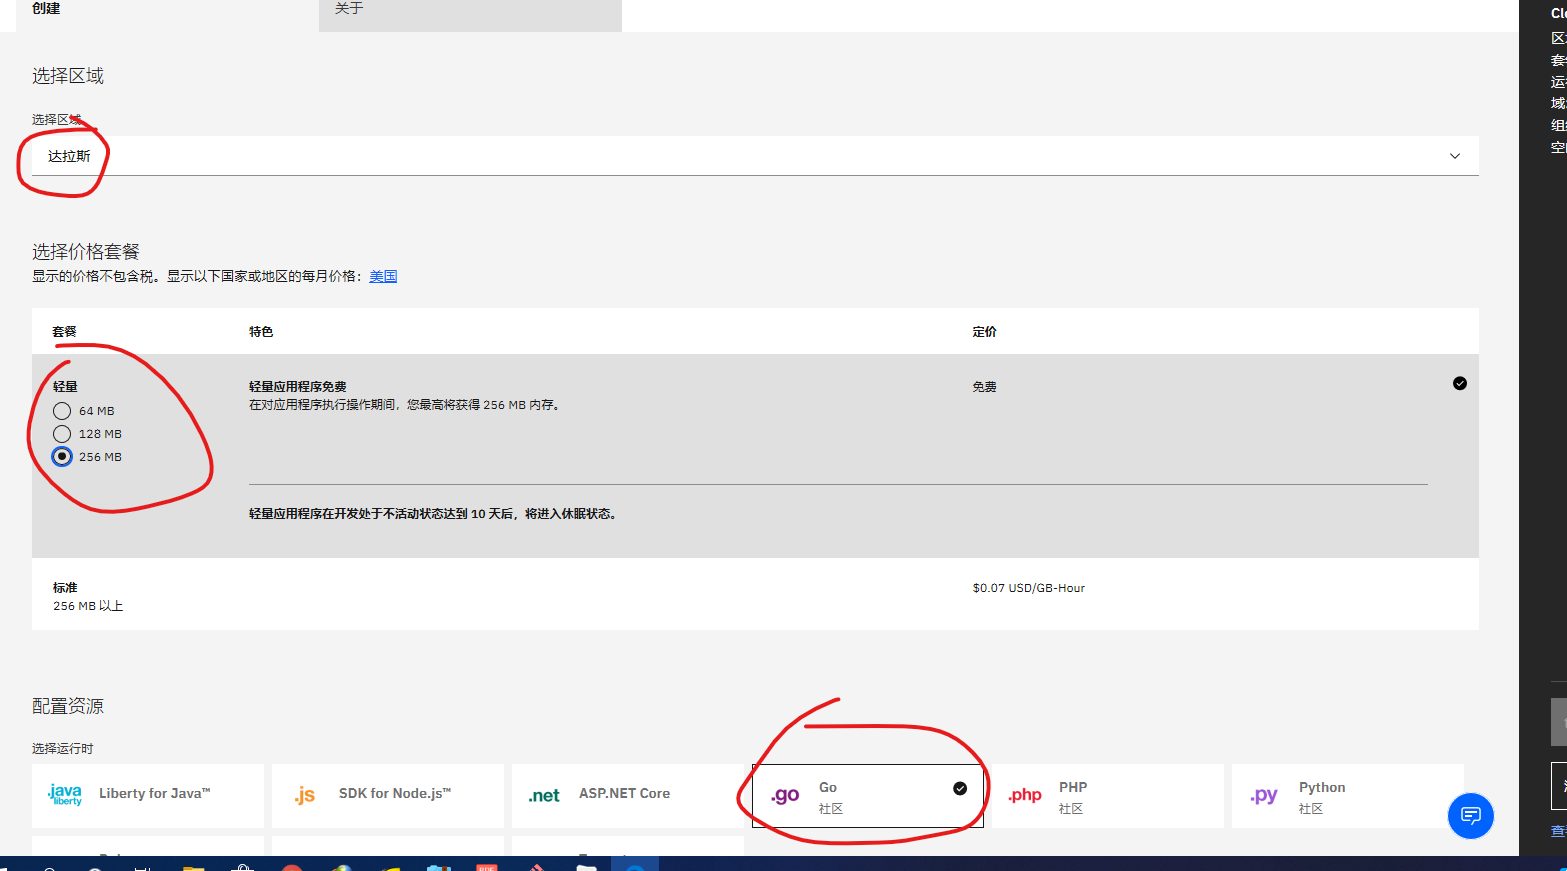 创建
关于
选择区域
选择区域
达拉斯
选择价格套餐
显示的价格不包含税。显示以下国家或地区的每月价格：美国
套餐 特色 定价
轻量 轻量应用程序免费 免费
在对应用程序执行操作期间，您最高将获得 256 MB 内存。
64 MB
128 MB
256 MB
轻量应用程序在开发处于不活动状态达到 10 天后，将进入休眠状态。
标准 $0.07 USD/GB-Hour
256 MB 以上
配置资源
选择运行时
java liberty Liberty for Java™
.js SDK for Node.js™
.net ASP.NET Core
.go Go 社区
.php PHP 社区
.py Python 社区